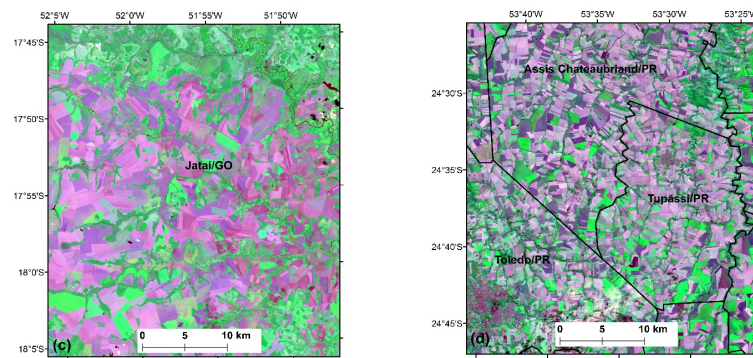 52°5'S 52°0'W 51°55'W 51°50'W
17°45'S
17°50'S
17°55'S
18°0'S
18°5'S
Jataí/GO
0 5 10 km
(c)
53°40'W 53°35'W 53°30'W 53°25'W
24°30'S
24°35'S
24°40'S
24°45'S
Assis Chateaubriand/PR
Tupãssi/PR
Toledo/PR
0 5 10 km
(d)